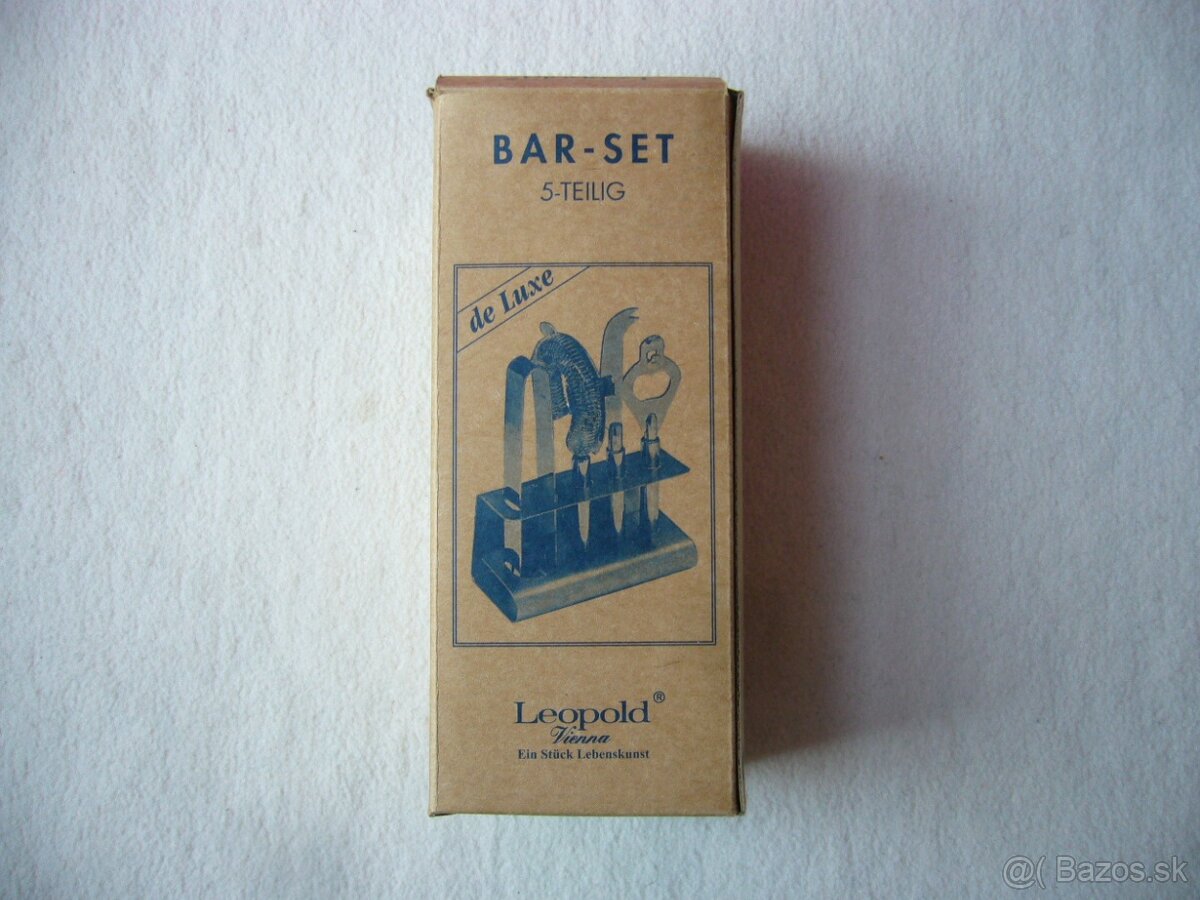 BAR-SET
5-TEILIG
de Luxe
Leopold®
Vienna
Ein Stück Lebenskunst
@( Bazos.sk